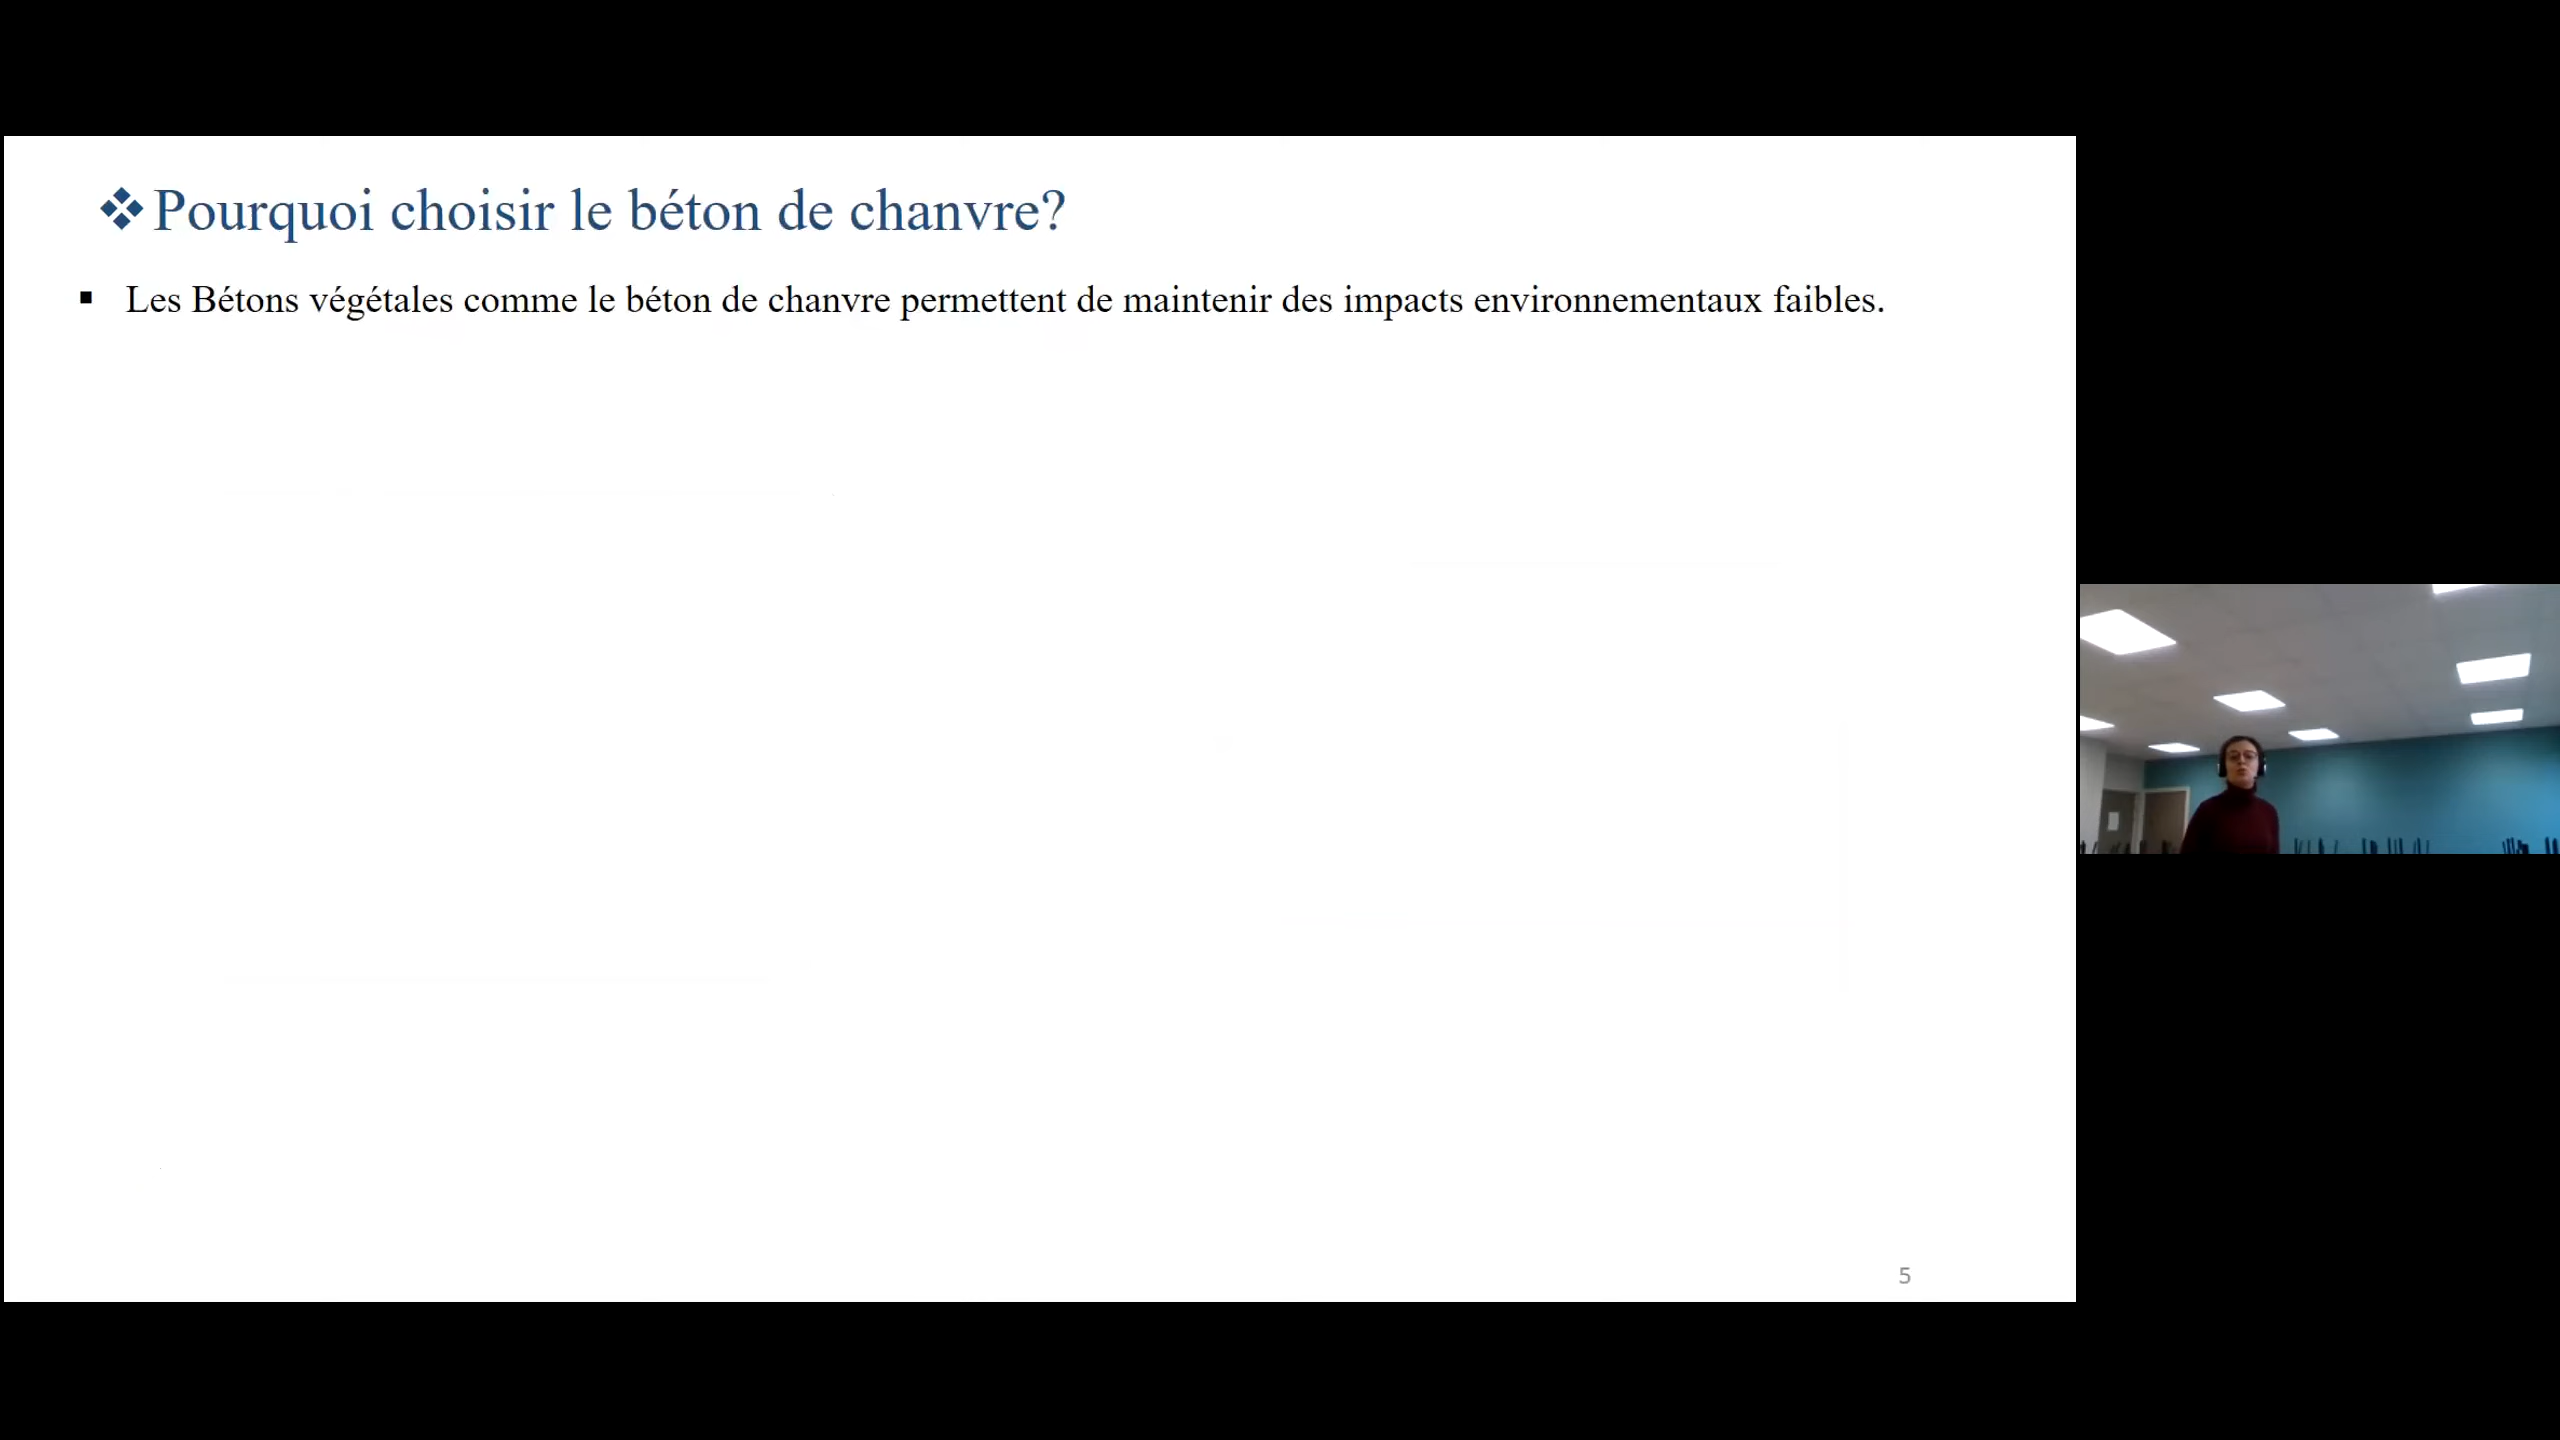 Pourquoi choisir le béton de chanvre?
Les Bétons végétales comme le béton de chanvre permettent de maintenir des impacts environnementaux faibles.
5